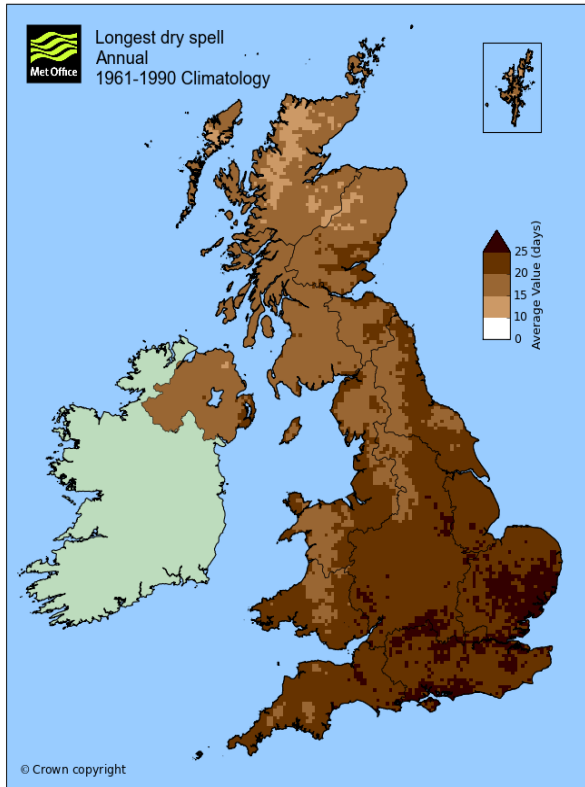 Longest dry spell
Annual
1961-1990 Climatology
Met Office
25
20
15
10
0
Average Value (days)
© Crown copyright